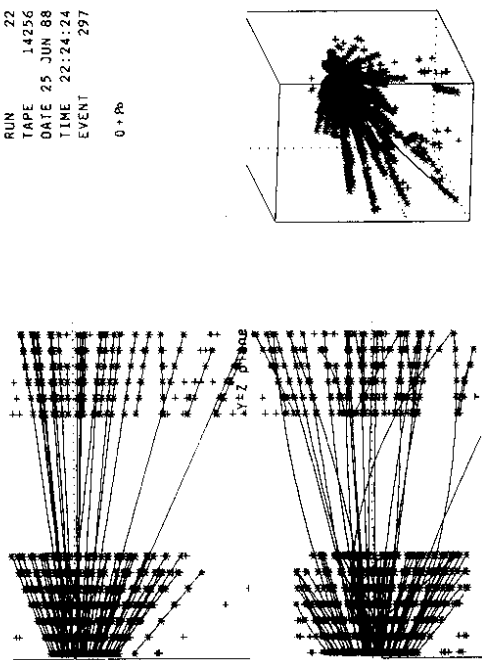 RUN 22
TAPE 14256
DATE 25 JUN 88
TIME 22:24:24
EVENT 297
O + Pb
Y-Z plane